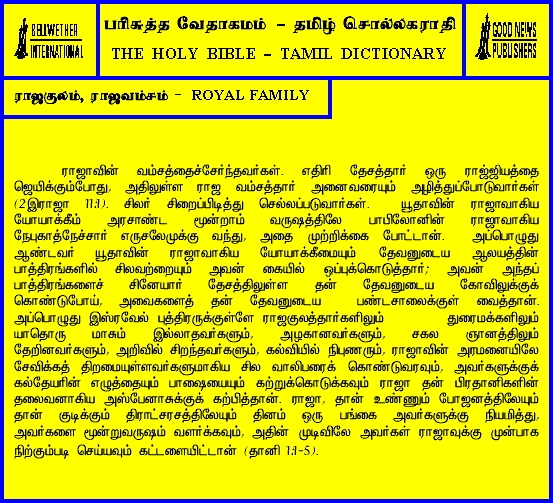 BELLWETHER
INTERNATIONAL
பரிசுத்த வேதாகமம் - தமிழ் சொல்லகராதி
THE HOLY BIBLE - TAMIL DICTIONARY
GOOD NEWS
PUBLISHERS
ராஜகுலம், ராஜவம்சம் - ROYAL FAMILY
ராஜாவின் வம்சத்தைச்சேர்ந்தவர்கள். எதிரி தேசத்தார் ஒரு ராஜ்ஜியத்தை
ஜெயிக்கும்போது, அதிலுள்ள ராஜ வம்சத்தார் அனைவரையும் அழித்துப்போடுவார்கள்
(2இராஜா 11:1). சிலர் சிறைப்பிடித்து செல்லப்படுவார்கள். யூதாவின் ராஜாவாகிய
யோயாக்கீம் அரசாண்ட மூன்றாம் வருஷத்திலே பாபிலோனின் ராஜாவாகிய
நேபுகாத்நேச்சார் எருசலேமுக்கு வந்து, அதை முற்றிக்கை போட்டான். அப்பொழுது
ஆண்டவர் யூதாவின் ராஜாவாகிய யோயாக்கீமையும் தேவனுடைய ஆலயத்தின்
பாத்திரங்களில் சிலவற்றையும் அவன் கையில் ஒப்புக்கொடுத்தார்; அவன் அந்தப்
பாத்திரங்களைச் சினேயார் தேசத்திலுள்ள தன் தேவனுடைய கோவிலுக்குக்
கொண்டுபோய், அவைகளைத் தன் தேவனுடைய பண்டசாலைக்குள் வைத்தான்.
அப்பொழுது இஸ்ரவேல் புத்திரருக்குள்ளே ராஜகுலத்தார்களிலும் துரைமக்களிலும்
யாதொரு மாசும் இல்லாதவர்களும், அழகானவர்களும், சகல ஞானத்திலும்
தேறினவர்களும், அறிவில் சிறந்தவர்களும், கல்வியில் நிபுணரும், ராஜாவின் அரமனையிலே
சேவிக்கத் திறமையுள்ளவர்களுமாகிய சில வாலிபரைக் கொண்டுவரவும், அவர்களுக்குக்
கல்தேயரின் எழுத்தையும் பாஷையையும் கற்றுக்கொடுக்கவும் ராஜா தன் பிரதானிகளின்
தலைவனாகிய அஸ்பேனாசுக்குக் கற்பித்தான். ராஜா, தான் உண்ணும் போஜனத்திலேயும்
தான் குடிக்கும் திராட்சரசத்திலேயும் தினம் ஒரு பங்கை அவர்களுக்கு நியமித்து,
அவர்களை மூன்றுவருஷம் வளர்க்கவும், அதின் முடிவிலே அவர்கள் ராஜாவுக்கு முன்பாக
நிற்கும்படி செய்யவும் கட்டளையிட்டான் (தானி 1:1-5).